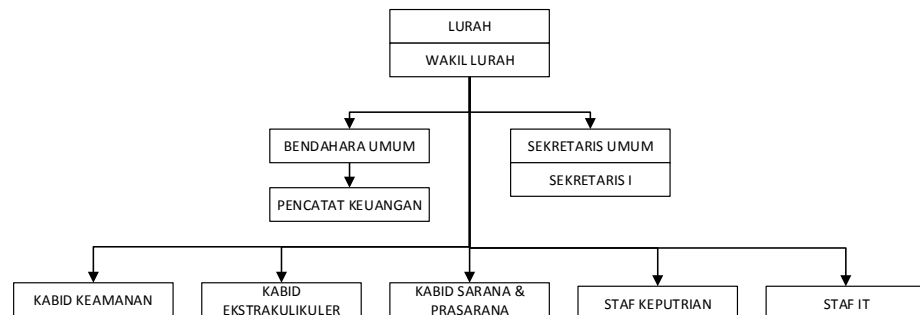 LURAH
WAKIL LURAH
BENDAHARA UMUM
SEKRETARIS UMUM
SEKRETARIS I
PENCATAT KEUANGAN
KABID KEAMANAN
KABID
EKSTRAKULIKULER
KABID SARANA &
PRASARANA
STAF KEPUTRIAN
STAF IT